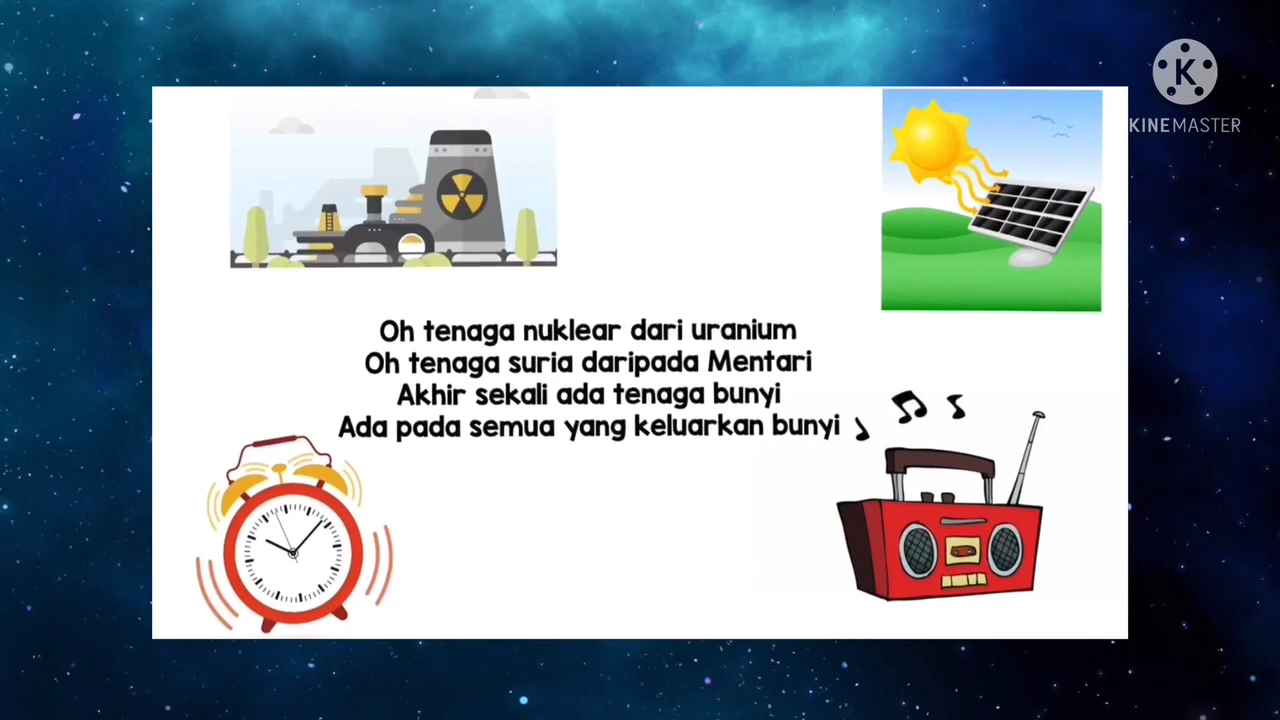 K
KINEMASTER
Oh tenaga nuklear dari uranium
Oh tenaga suria daripada Mentari
Akhir sekali ada tenaga bunyi
Ada pada semua yang keluarkan bunyi